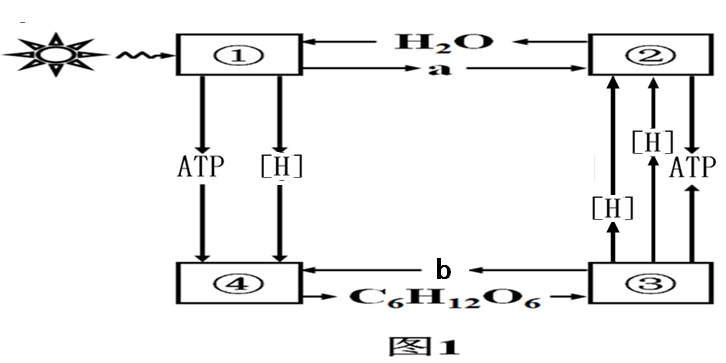 ① H₂O ②
a
ATP [H] [H] ATP
[H]
④ b ③
C₆H₁₂O₆
图1